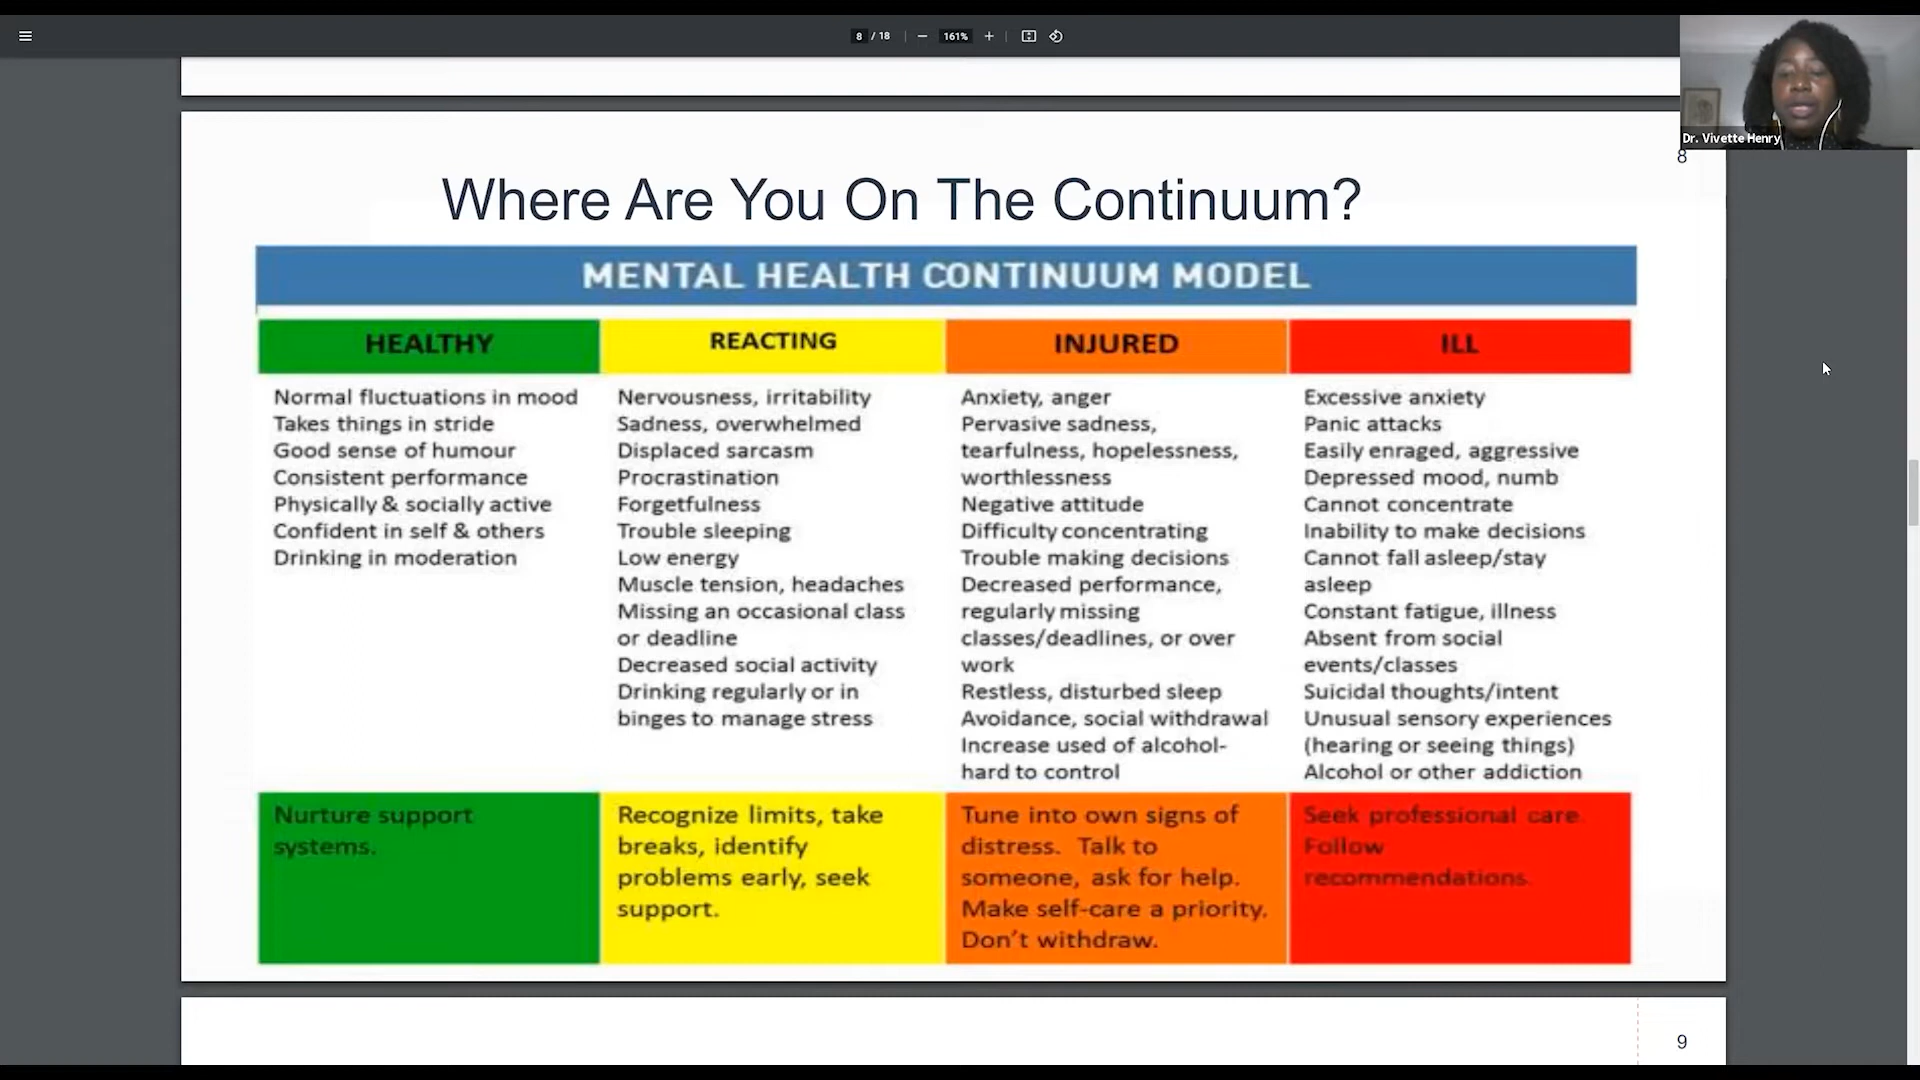 8 / 18
161%
Dr. Vivette Henry
8
Where Are You On The Continuum?
MENTAL HEALTH CONTINUUM MODEL
HEALTHY
Normal fluctuations in mood
Takes things in stride
Good sense of humour
Consistent performance
Physically & socially active
Confident in self & others
Drinking in moderation
Nurture support
systems.
REACTING
Nervousness, irritability
Sadness, overwhelmed
Displaced sarcasm
Procrastination
Forgetfulness
Trouble sleeping
Low energy
Muscle tension, headaches
Missing an occasional class
or deadline
Decreased social activity
Drinking regularly or in
binges to manage stress
Recognize limits, take
breaks, identify
problems early, seek
support.
INJURED
Anxiety, anger
Pervasive sadness,
tearfulness, hopelessness,
worthlessness
Negative attitude
Difficulty concentrating
Trouble making decisions
Decreased performance,
regularly missing
classes/deadlines, or over
work
Restless, disturbed sleep
Avoidance, social withdrawal
Increase used of alcohol-
hard to control
Tune into own signs of
distress. Talk to
someone, ask for help.
Make self-care a priority.
Don't withdraw.
ILL
Excessive anxiety
Panic attacks
Easily enraged, aggressive
Depressed mood, numb
Cannot concentrate
Inability to make decisions
Cannot fall asleep/stay
asleep
Constant fatigue, illness
Absent from social
events/classes
Suicidal thoughts/intent
Unusual sensory experiences
(hearing or seeing things)
Alcohol or other addiction
Seek professional care.
Follow
recommendations.
9